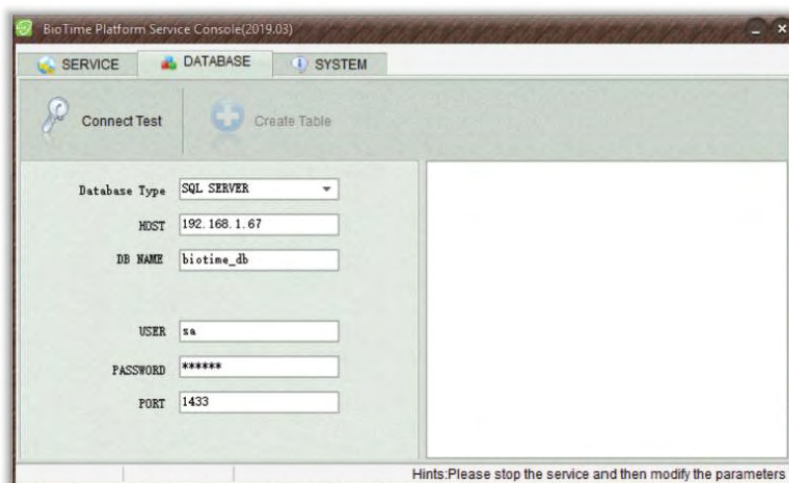 BioTime Platform Service Console(2019.03)
SERVICE DATABASE SYSTEM
Connect Test Create Table
Database Type SQL SERVER
HOST 192.168.1.67
DB NAME biotime_db
USER sa
PASSWORD ******
PORT 1433
Hints:Please stop the service and then modify the parameters